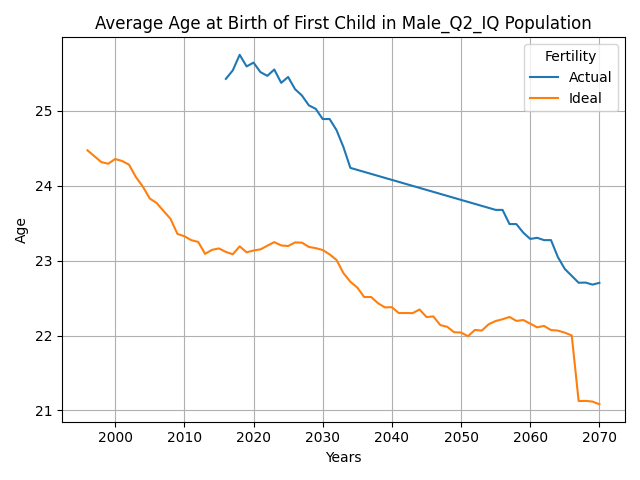 Average Age at Birth of First Child in Male_Q2_IQ Population
Fertility
Actual
Ideal
Age
25
24
23
22
21
2000 2010 2020 2030 2040 2050 2060 2070
Years